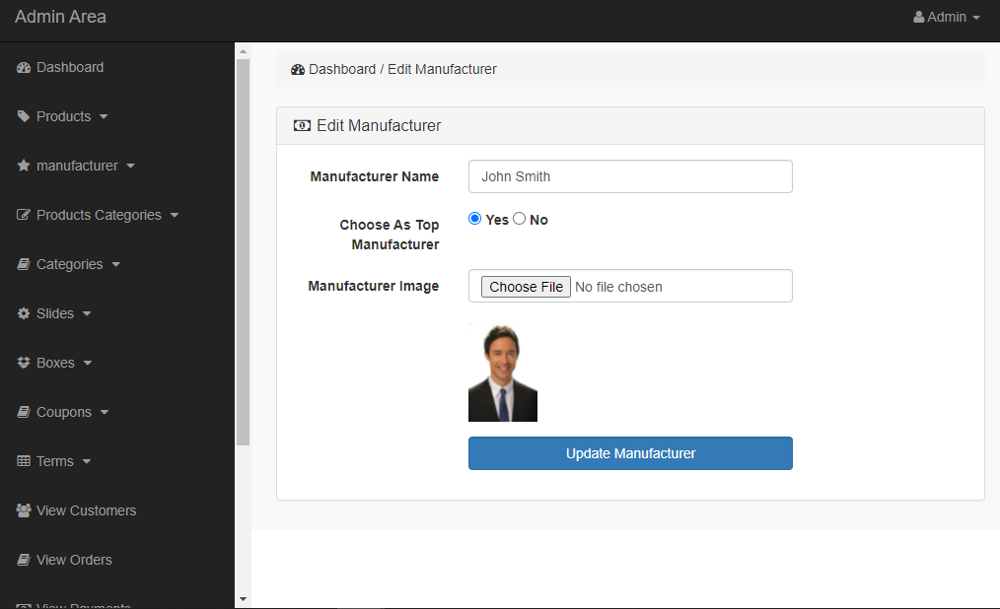 Admin Area
Admin
Dashboard
Products
manufacturer
Products Categories
Categories
Slides
Boxes
Coupons
Terms
View Customers
View Orders
View Payments
Dashboard / Edit Manufacturer
Edit Manufacturer
Manufacturer Name
John Smith
Choose As Top
Manufacturer
Yes No
Manufacturer Image
Choose File No file chosen
Update Manufacturer